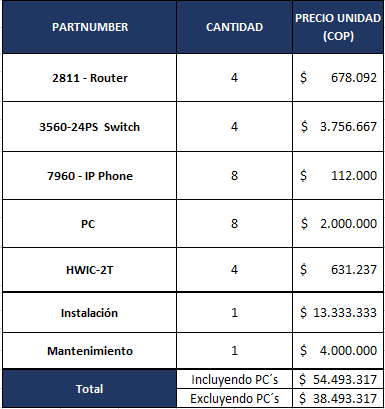 PARTNUMBER CANTIDAD PRECIO UNIDAD (COP)
2811 - Router 4 $ 678.092
3560-24PS Switch 4 $ 3.756.667
7960 - IP Phone 8 $ 112.000
PC 8 $ 2.000.000
HWIC-2T 4 $ 631.237
Instalación 1 $ 13.333.333
Mantenimiento 1 $ 4.000.000
Total Incluyendo PC´s $ 54.493.317
Excluyendo PC´s $ 38.493.317